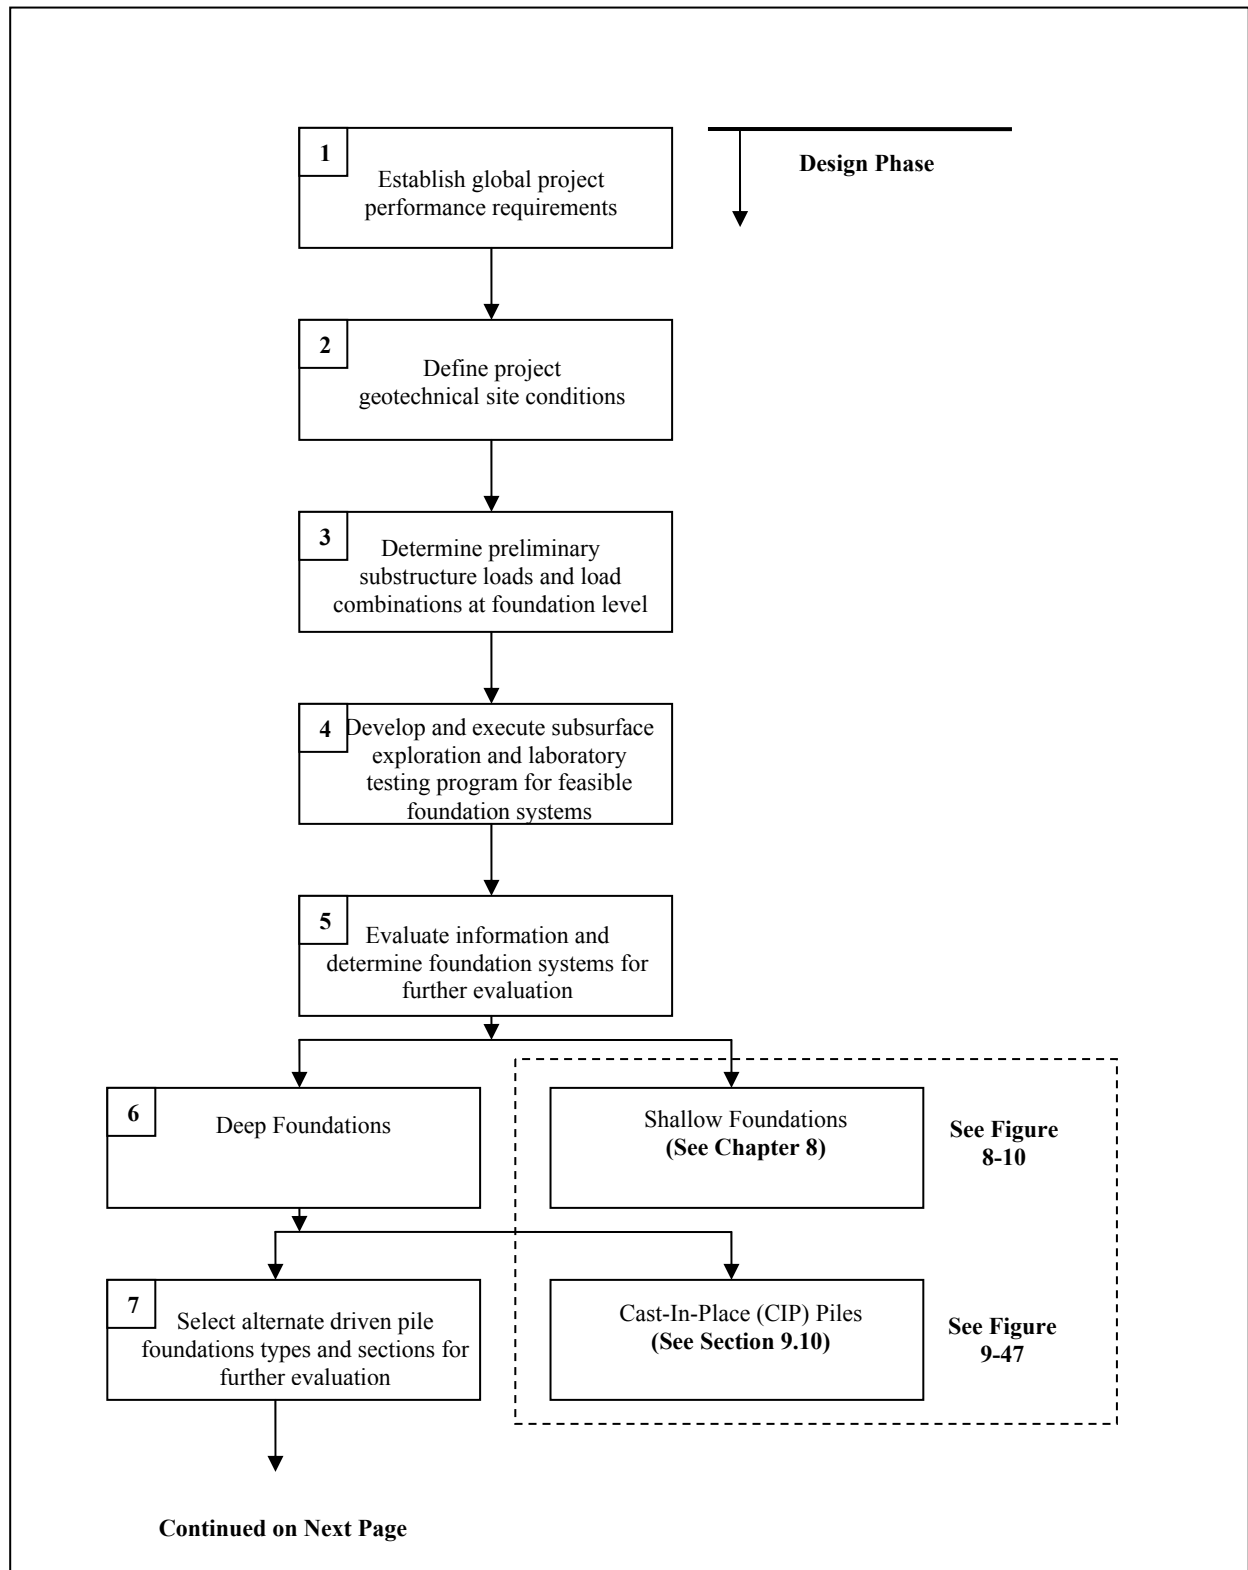 1
Establish global project
performance requirements
Design Phase
2
Define project
geotechnical site conditions
3
Determine preliminary
substructure loads and load
combinations at foundation level
4
Develop and execute subsurface
exploration and laboratory
testing program for feasible
foundation systems
5
Evaluate information and
determine foundation systems for
further evaluation
6
Deep Foundations
Shallow Foundations
(See Chapter 8)
See Figure
8-10
7
Select alternate driven pile
foundations types and sections for
further evaluation
Cast-In-Place (CIP) Piles
(See Section 9.10)
See Figure
9-47
Continued on Next Page